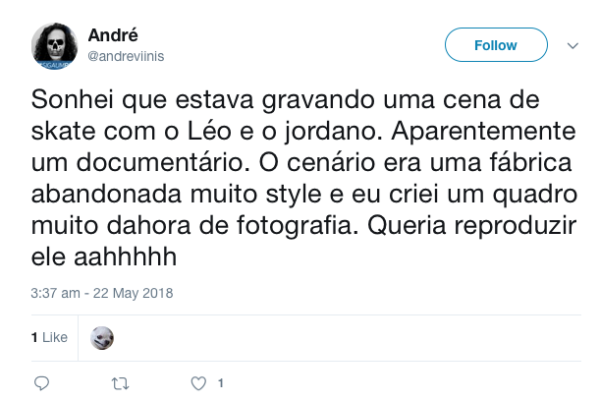 André
@andreviinis
Follow
Sonhei que estava gravando uma cena de
skate com o Léo e o jordano. Aparentemente
um documentário. O cenário era uma fábrica
abandonada muito style e eu criei um quadro
muito dahora de fotografia. Queria reproduzir
ele aahhhhh
3:37 am - 22 May 2018
1 Like
1